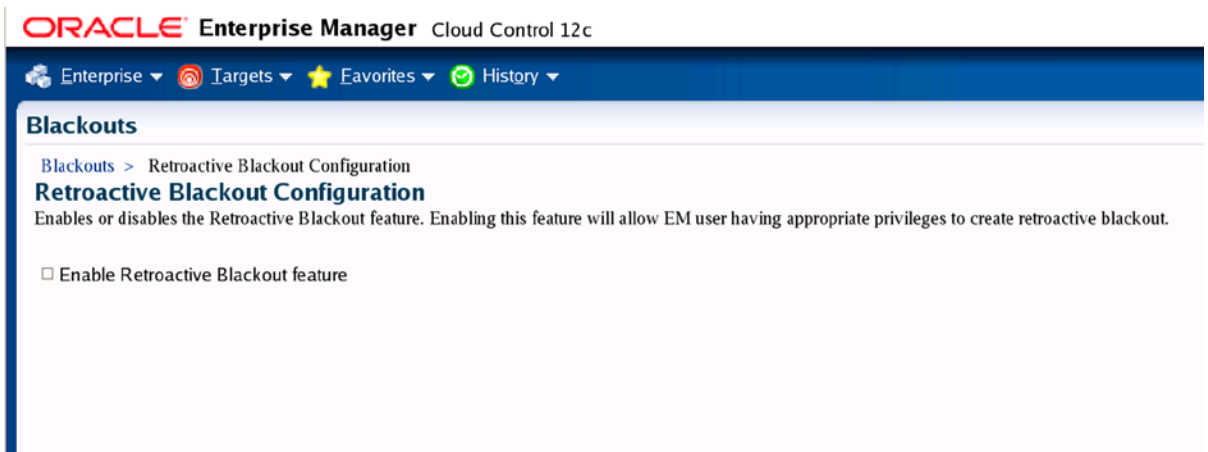 ORACLE Enterprise Manager Cloud Control 12c
Enterprise Targets Favorites History
Blackouts
Blackouts > Retroactive Blackout Configuration
Retroactive Blackout Configuration
Enables or disables the Retroactive Blackout feature. Enabling this feature will allow EM user having appropriate privileges to create retroactive blackout.
Enable Retroactive Blackout feature